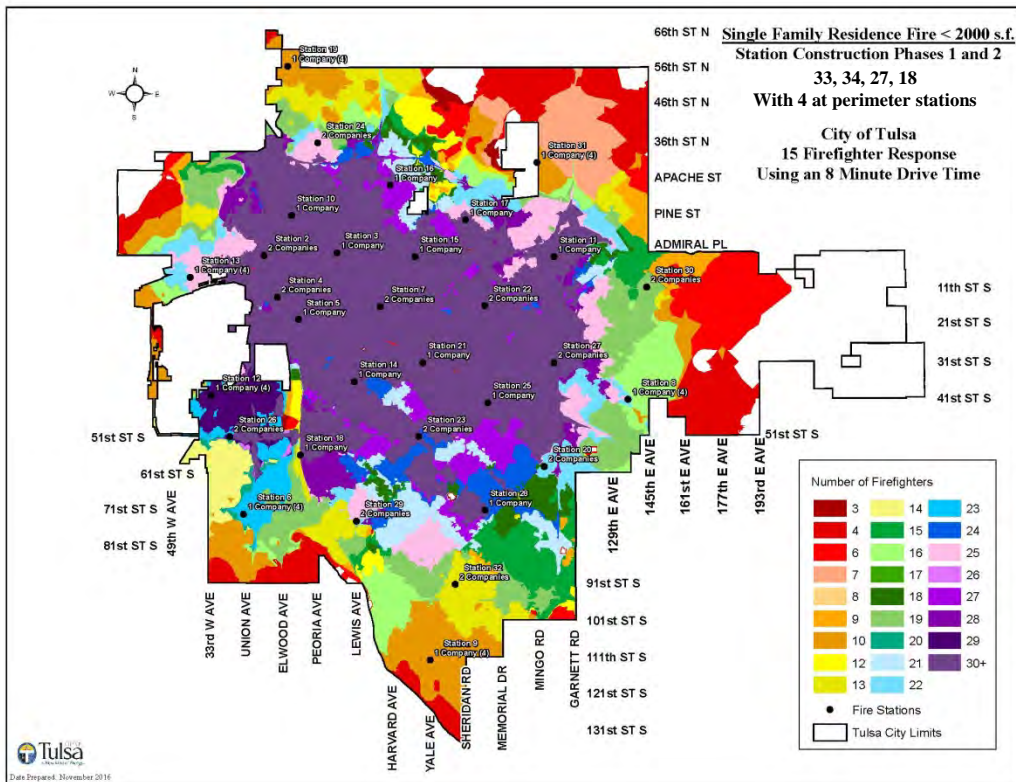 Single Family Residence Fire < 2000 s.f.
Station Construction Phases 1 and 2
33, 34, 27, 18
With 4 at perimeter stations
City of Tulsa
15 Firefighter Response
Using an 8 Minute Drive Time
N
W
E
S
66th ST N
56th ST N
46th ST N
36th ST N
APACHE ST
PINE ST
ADMIRAL PL
11th ST S
21st ST S
31st ST S
41st ST S
51st ST S
Station 19
1 Company (4)
Station 24
2 Companies
Station 31
1 Company (4)
Station 16
1 Company
Station 17
1 Company
Station 10
1 Company
Station 2
2 Companies
Station 3
1 Company
Station 15
1 Company
Station 11
1 Company
Station 13
1 Company (4)
Station 30
2 Companies
Station 4
2 Companies
Station 5
1 Company
Station 7
2 Companies
Station 22
2 Companies
Station 21
1 Company
Station 27
2 Companies
Station 14
1 Company
Station 12
1 Company (4)
Station 25
1 Company
Station 8
1 Company (4)
Station 26
2 Companies
Station 23
2 Companies
Station 18
1 Company
Station 20
2 Companies
Station 6
1 Company (4)
Station 29
2 Companies
Station 28
1 Company
Station 32
2 Companies
Station 9
1 Company (4)
51st ST S
61st ST S
71st ST S
81st ST S
49th W AVE
33rd W AVE
UNION AVE
ELWOOD AVE
PEORIA AVE
LEWIS AVE
HARVARD AVE
YALE AVE
SHERIDAN RD
MEMORIAL DR
MINGO RD
GARNETT RD
129th E AVE
145th E AVE
161st E AVE
177th E AVE
193rd E AVE
91st ST S
101st ST S
111th ST S
121st ST S
131st ST S
Number of Firefighters
3
4
6
7
8
9
10
12
13
14
15
16
17
18
19
20
21
22
23
24
25
26
27
28
29
30+
Fire Stations
Tulsa City Limits
Tulsa
Date Prepared: November 2016